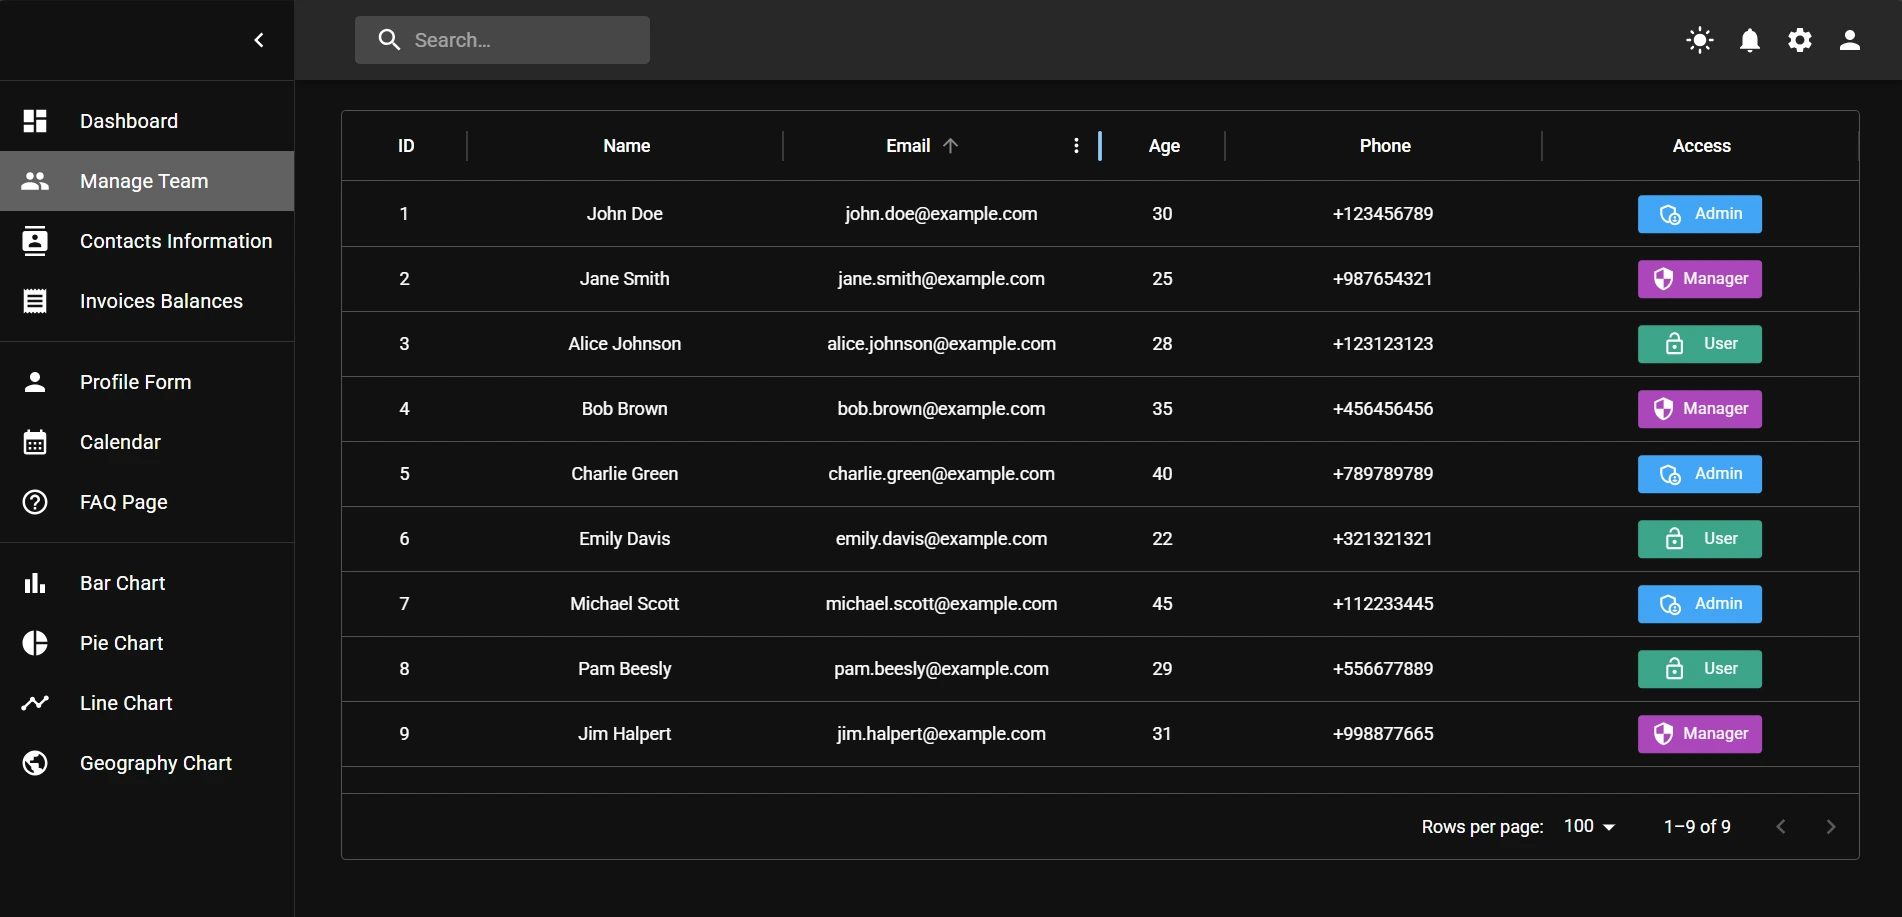 Search...
Dashboard
Manage Team
Contacts Information
Invoices Balances
Profile Form
Calendar
FAQ Page
Bar Chart
Pie Chart
Line Chart
Geography Chart
ID Name Email Age Phone Access
1 John Doe john.doe@example.com 30 +123456789 Admin
2 Jane Smith jane.smith@example.com 25 +987654321 Manager
3 Alice Johnson alice.johnson@example.com 28 +123123123 User
4 Bob Brown bob.brown@example.com 35 +456456456 Manager
5 Charlie Green charlie.green@example.com 40 +789789789 Admin
6 Emily Davis emily.davis@example.com 22 +321321321 User
7 Michael Scott michael.scott@example.com 45 +112233445 Admin
8 Pam Beesly pam.beesly@example.com 29 +556677889 User
9 Jim Halpert jim.halpert@example.com 31 +998877665 Manager
Rows per page: 100 1–9 of 9